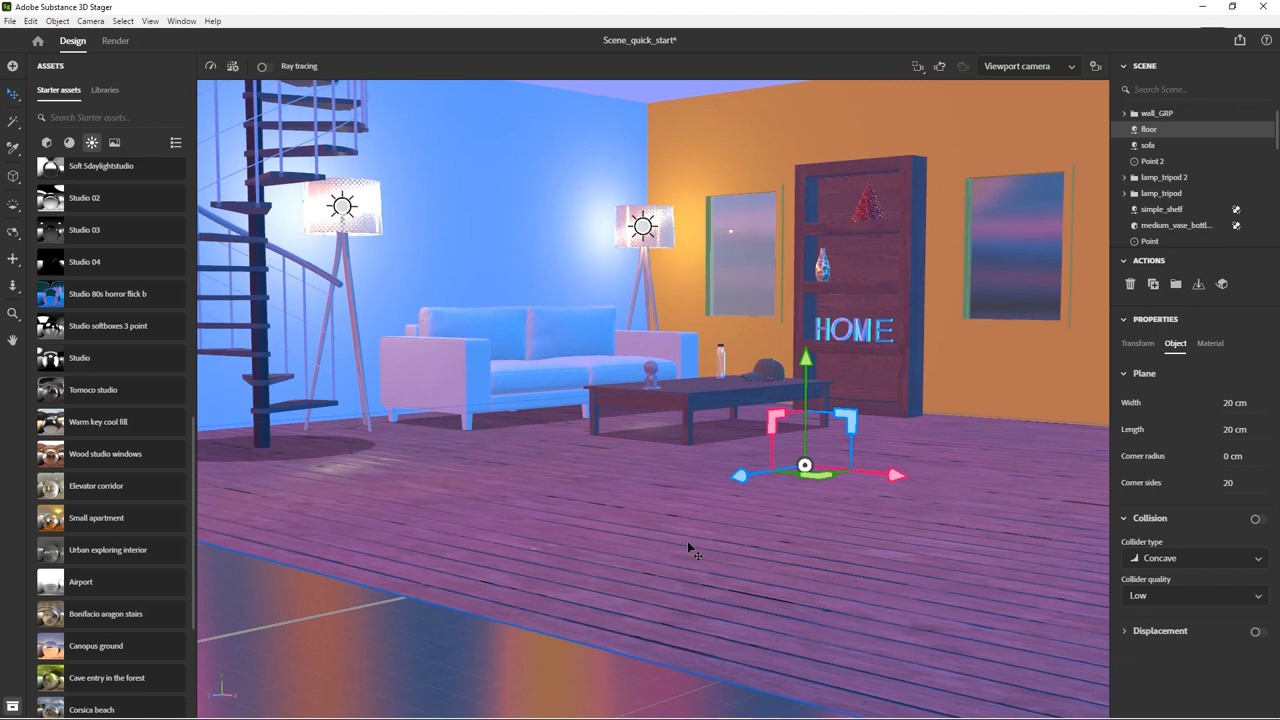 Adobe Substance 3D Stager
File Edit Object Camera Select View Window Help
Design Render
Scene_quick_start*
ASSETS
Starter assets Libraries
Search Starter assets...
Soft 5daylightstudio
Studio 02
Studio 03
Studio 04
Studio 80s horror flick b
Studio softboxes 3 point
Studio
Tomoco studio
Warm key cool fill
Wood studio windows
Elevator corridor
Small apartment
Urban exploring interior
Airport
Bonifacio aragon stairs
Canopus ground
Cave entry in the forest
Corsica beach
Ray tracing
Viewport camera
HOME
SCENE
Search Scene...
wall_GRP
floor
sofa
Point 2
lamp_tripod 2
lamp_tripod
simple_shelf
medium_vase_bottl...
Point
ACTIONS
PROPERTIES
Transform Object Material
Plane
Width 20 cm
Length 20 cm
Corner radius 0 cm
Corner sides 20
Collision
Collider type
Concave
Collider quality
Low
Displacement